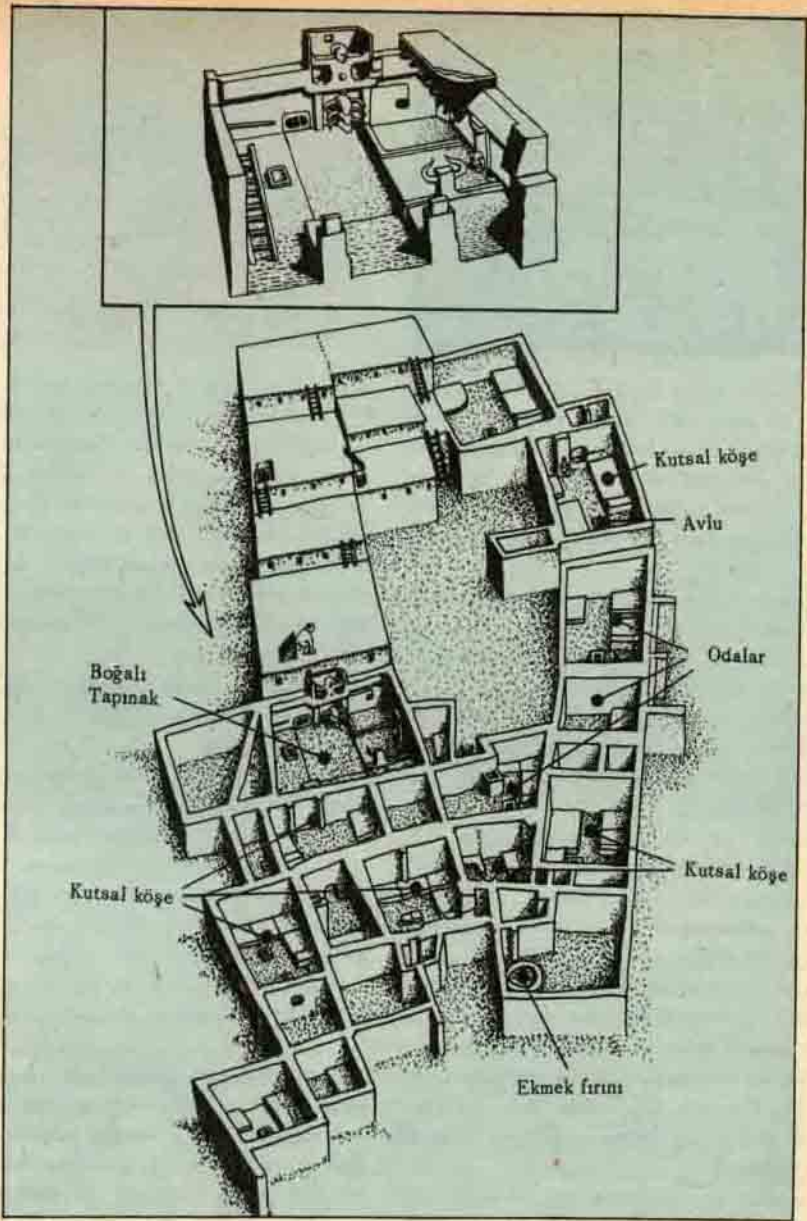 Kutsal köşe
Avlu
Odalar
Boğalı
Tapınak
Kutsal köşe
Kutsal köşe
Ekmek fırını